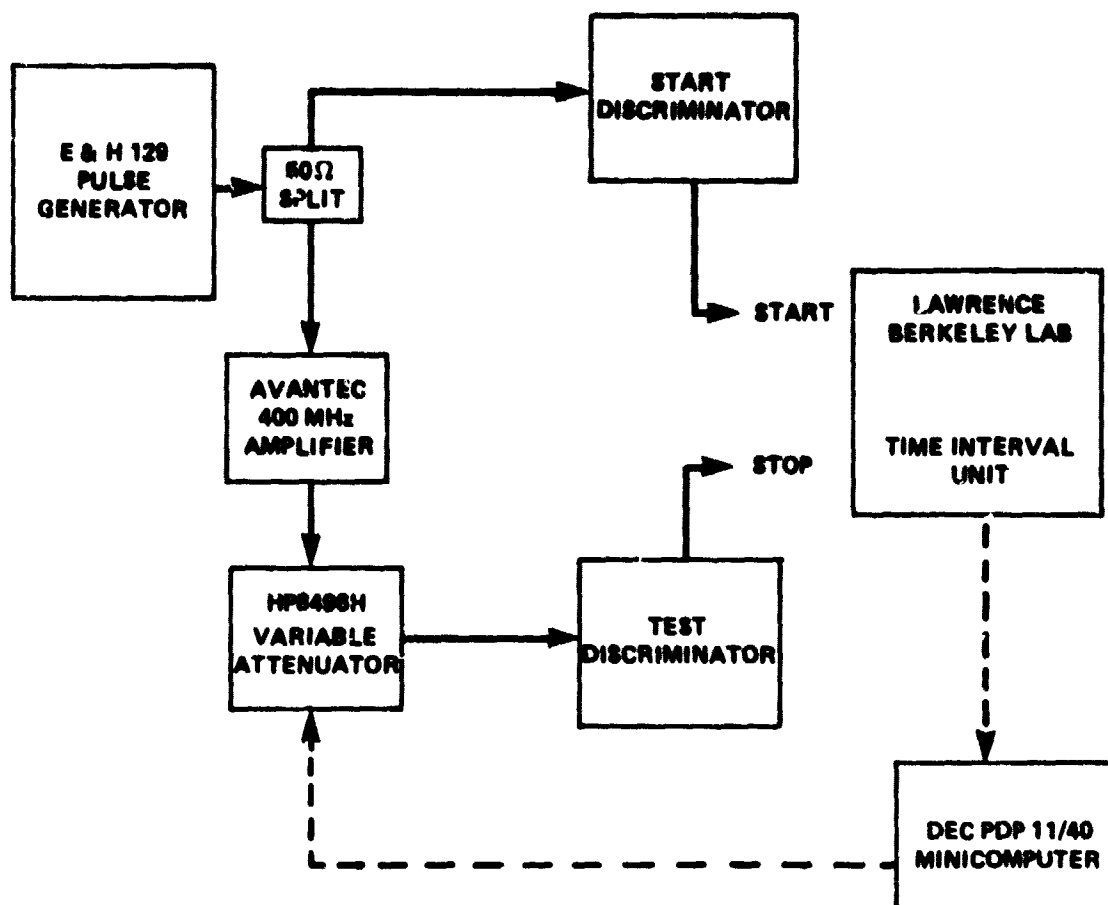 E & H 129
PULSE
GENERATOR
50Ω
SPLIT
START
DISCRIMINATOR
START
LAWRENCE
BERKELEY LAB
TIME INTERVAL
UNIT
AVANTEC
400 MHz
AMPLIFIER
STOP
HP8496H
VARIABLE
ATTENUATOR
TEST
DISCRIMINATOR
DEC PDP 11/40
MINICOMPUTER